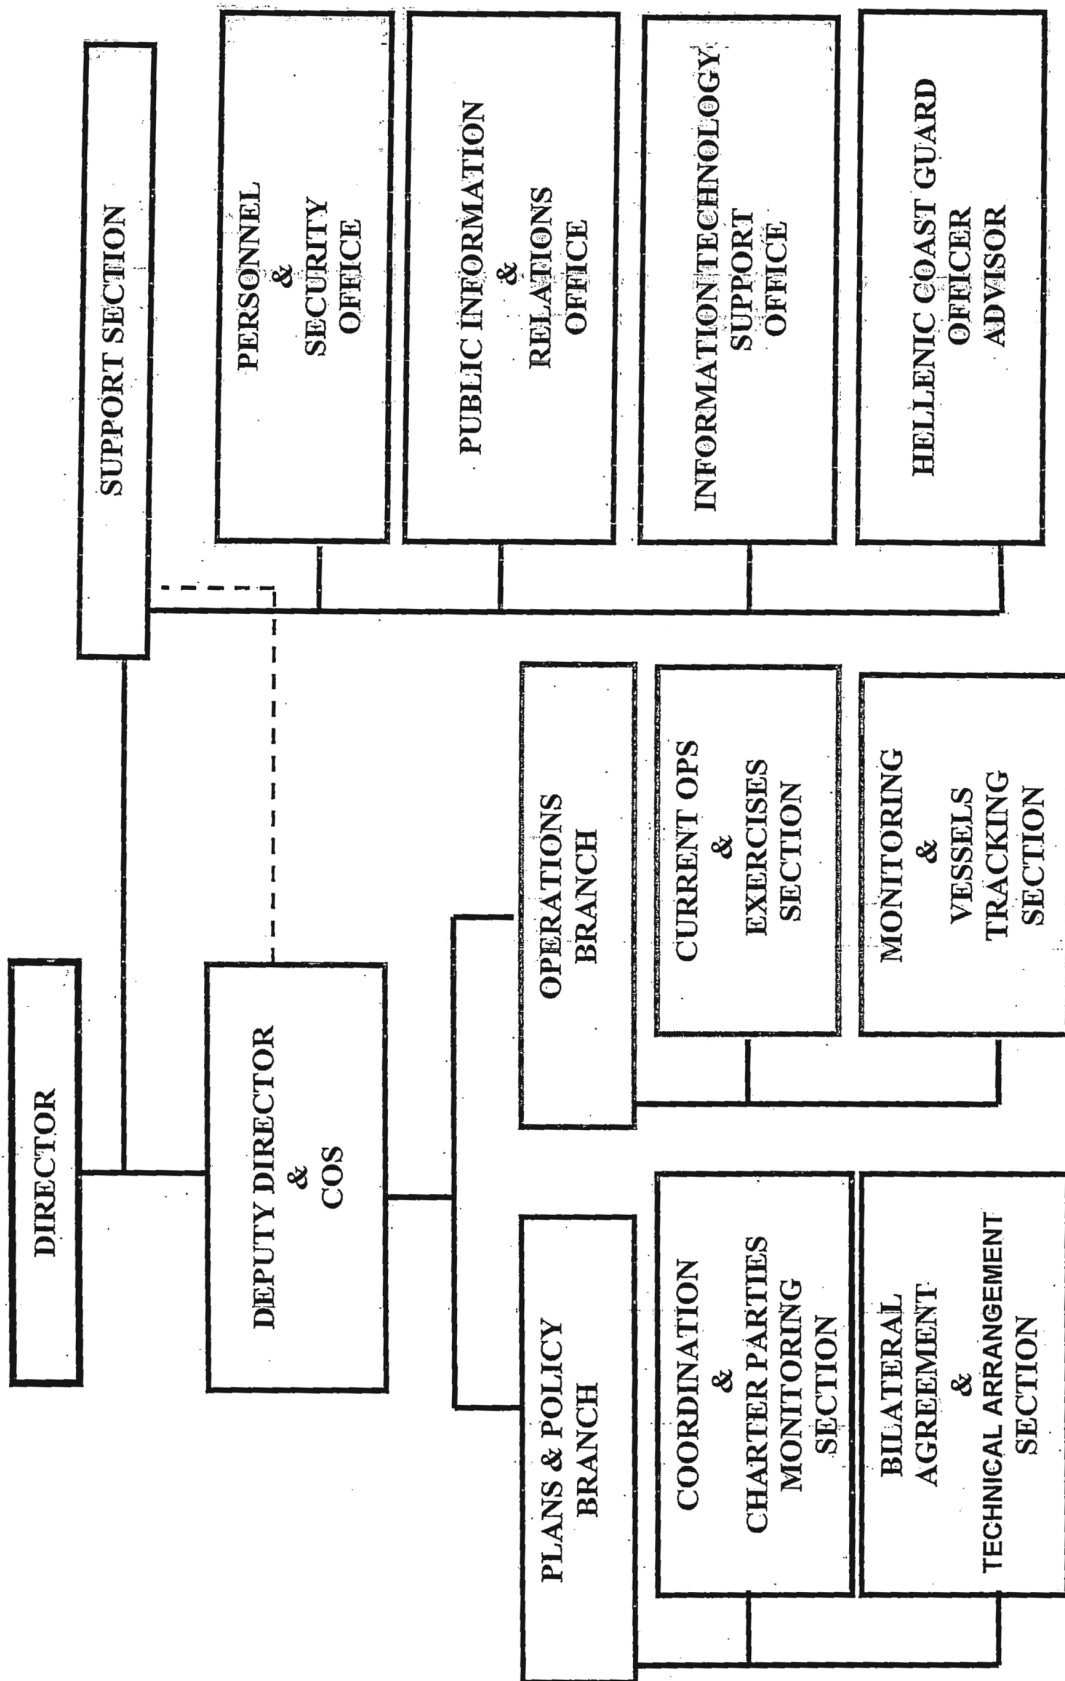 DIRECTOR
SUPPORT SECTION
DEPUTY DIRECTOR
&
COS
PLANS & POLICY
BRANCH
OPERATIONS
BRANCH
COORDINATION
&
CHARTER PARTIES
MONITORING
SECTION
BILATERAL
AGREEMENT
&
TECHNICAL ARRANGEMENT
SECTION
CURRENT OPS
&
EXERCISES
SECTION
MONITORING
&
VESSELS
TRACKING
SECTION
PERSONNEL
&
SECURITY
OFFICE
PUBLIC INFORMATION
&
RELATIONS
OFFICE
INFORMATION TECHNOLOGY
SUPPORT
OFFICE
HELLENIC COAST GUARD
OFFICER
ADVISOR